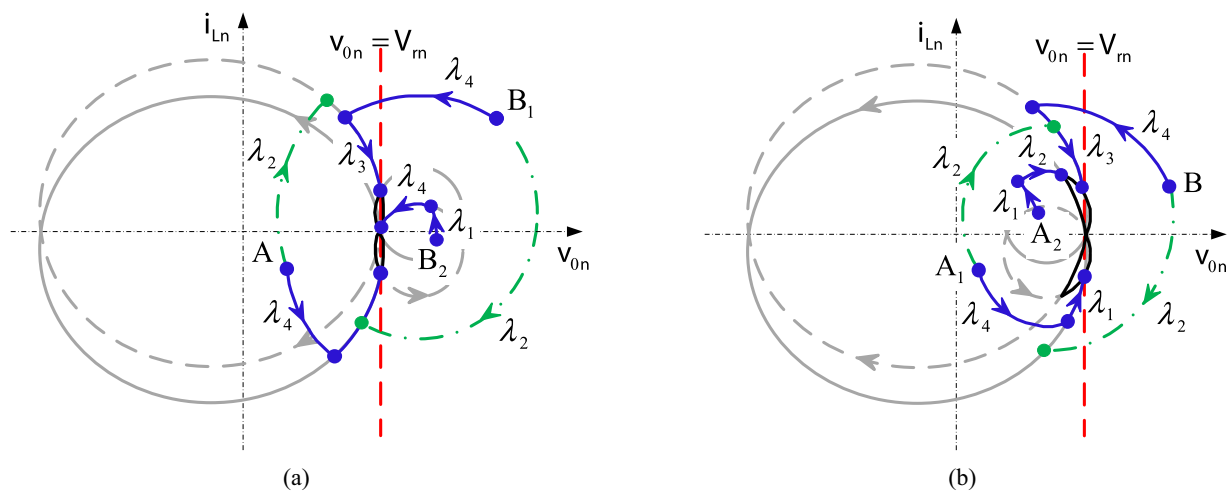 i_Ln
v_0n = V_rn
λ_4
B_1
λ_2
λ_3
λ_4
λ_1
A
B_2
v_0n
λ_4
λ_2
(a)
i_Ln
v_0n = V_rn
λ_4
λ_2
λ_2
λ_3
B
λ_1
A_2
v_0n
A_1
λ_4
λ_1
λ_2
(b)